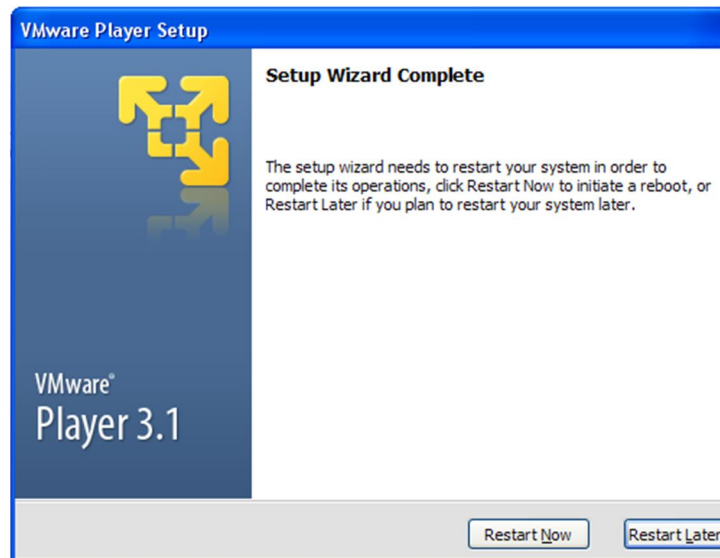 VMware Player Setup
Setup Wizard Complete
The setup wizard needs to restart your system in order to
complete its operations, click Restart Now to initiate a reboot, or
Restart Later if you plan to restart your system later.
VMware®
Player 3.1
Restart Now
Restart Later